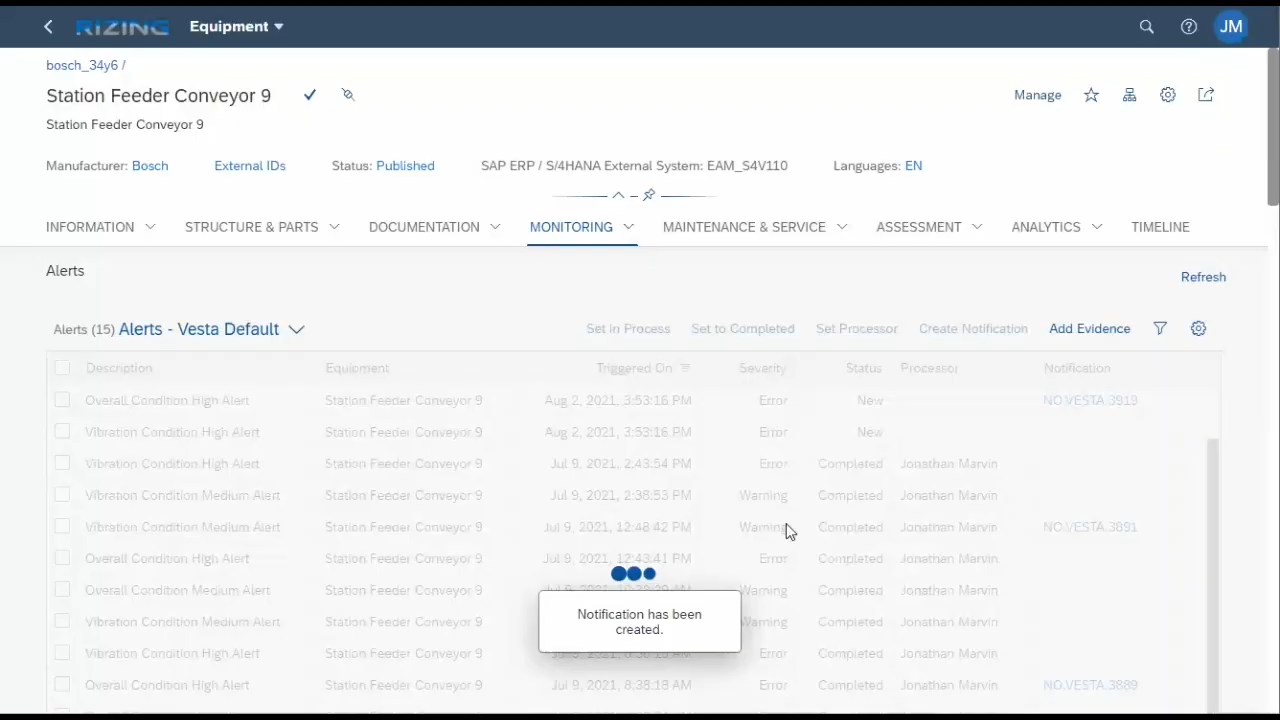 RIZING Equipment JM
bosch_34y6 /
Station Feeder Conveyor 9 Manage
Station Feeder Conveyor 9
Manufacturer: Bosch External IDs Status: Published SAP ERP / S/4HANA External System: EAM_S4V110 Languages: EN
INFORMATION STRUCTURE & PARTS DOCUMENTATION MONITORING MAINTENANCE & SERVICE ASSESSMENT ANALYTICS TIMELINE
Alerts
Refresh
Alerts (15) Alerts - Vesta Default Set in Process Set to Completed Set Processor Create Notification Add Evidence
Description Equipment Triggered On Severity Status Processor Notification
Overall Condition High Alert Station Feeder Conveyor 9 Aug 2, 2021, 3:53:16 PM Error New NO.VESTA.3919
Vibration Condition High Alert Station Feeder Conveyor 9 Aug 2, 2021, 3:53:16 PM Error New
Vibration Condition High Alert Station Feeder Conveyor 9 Jul 9, 2021, 2:43:54 PM Error Completed Jonathan Marvin
Vibration Condition Medium Alert Station Feeder Conveyor 9 Jul 9, 2021, 2:38:53 PM Warning Completed Jonathan Marvin
Vibration Condition Medium Alert Station Feeder Conveyor 9 Jul 9, 2021, 12:48:42 PM Warning Completed Jonathan Marvin NO.VESTA.3891
Overall Condition High Alert Station Feeder Conveyor 9 Jul 9, 2021, 12:43:41 PM Error Completed Jonathan Marvin
Overall Condition Medium Alert Station Feeder Conveyor 9 Warning Completed Jonathan Marvin
Vibration Condition Medium Alert Station Feeder Conveyor 9 Warning Completed Jonathan Marvin
Vibration Condition High Alert Station Feeder Conveyor 9 Error Completed Jonathan Marvin
Overall Condition High Alert Station Feeder Conveyor 9 Jul 9, 2021, 8:38:18 AM Error Completed Jonathan Marvin NO.VESTA.3889
Notification has been
created.